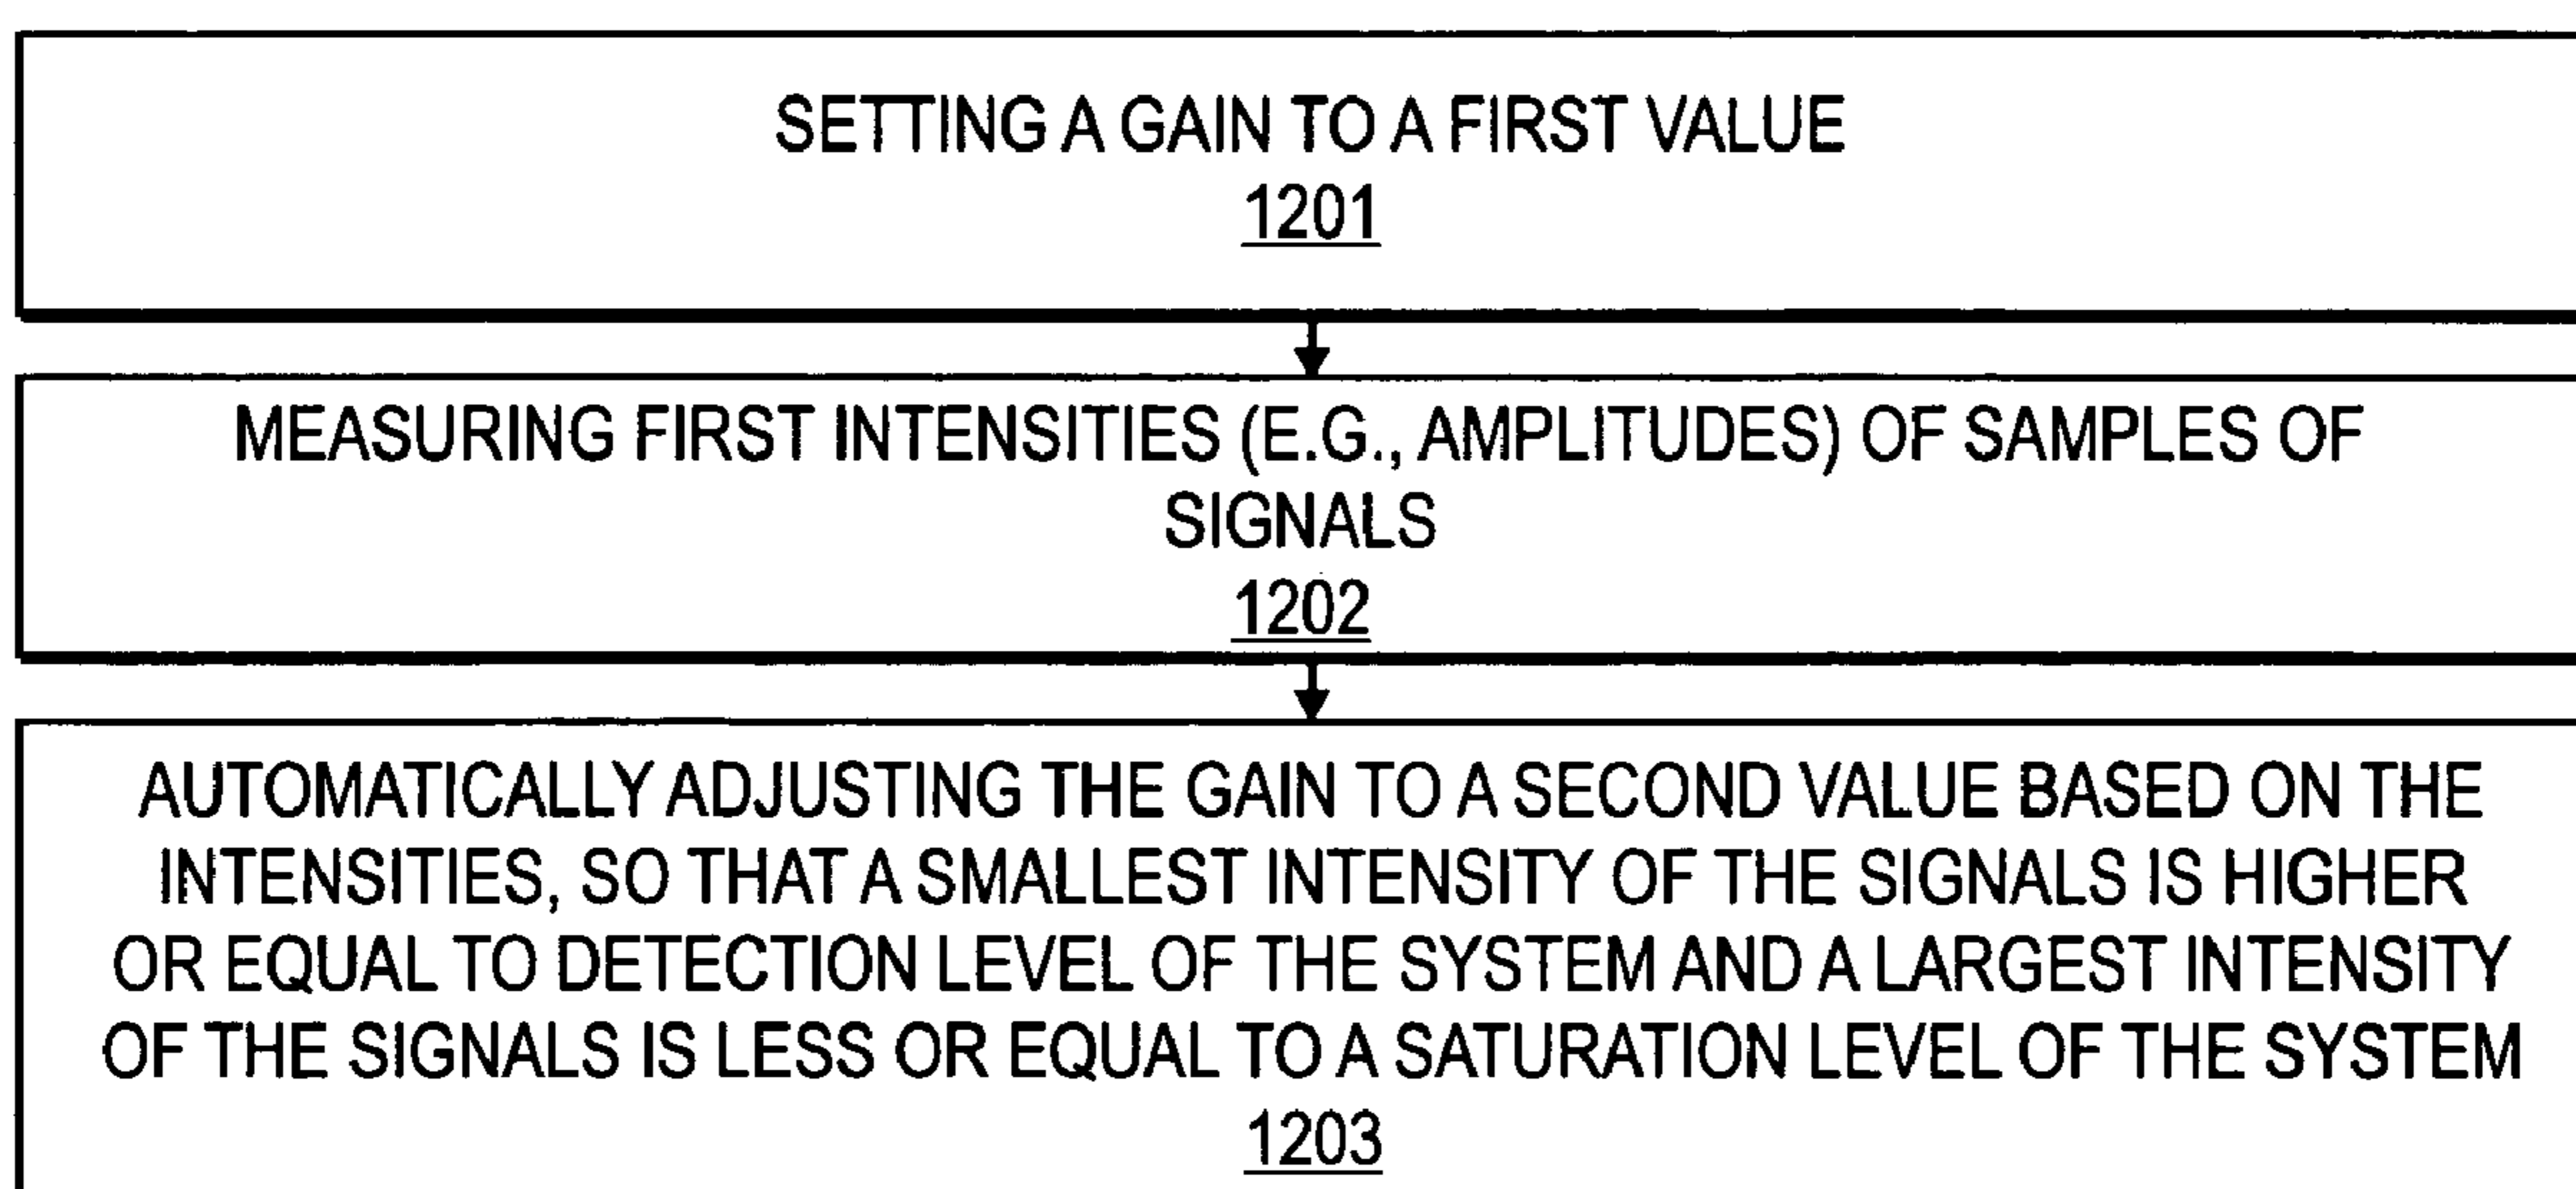 SETTING A GAIN TO A FIRST VALUE
1201
MEASURING FIRST INTENSITIES (E.G., AMPLITUDES) OF SAMPLES OF
SIGNALS
1202
AUTOMATICALLY ADJUSTING THE GAIN TO A SECOND VALUE BASED ON THE
INTENSITIES, SO THAT A SMALLEST INTENSITY OF THE SIGNALS IS HIGHER
OR EQUAL TO DETECTION LEVEL OF THE SYSTEM AND A LARGEST INTENSITY
OF THE SIGNALS IS LESS OR EQUAL TO A SATURATION LEVEL OF THE SYSTEM
1203